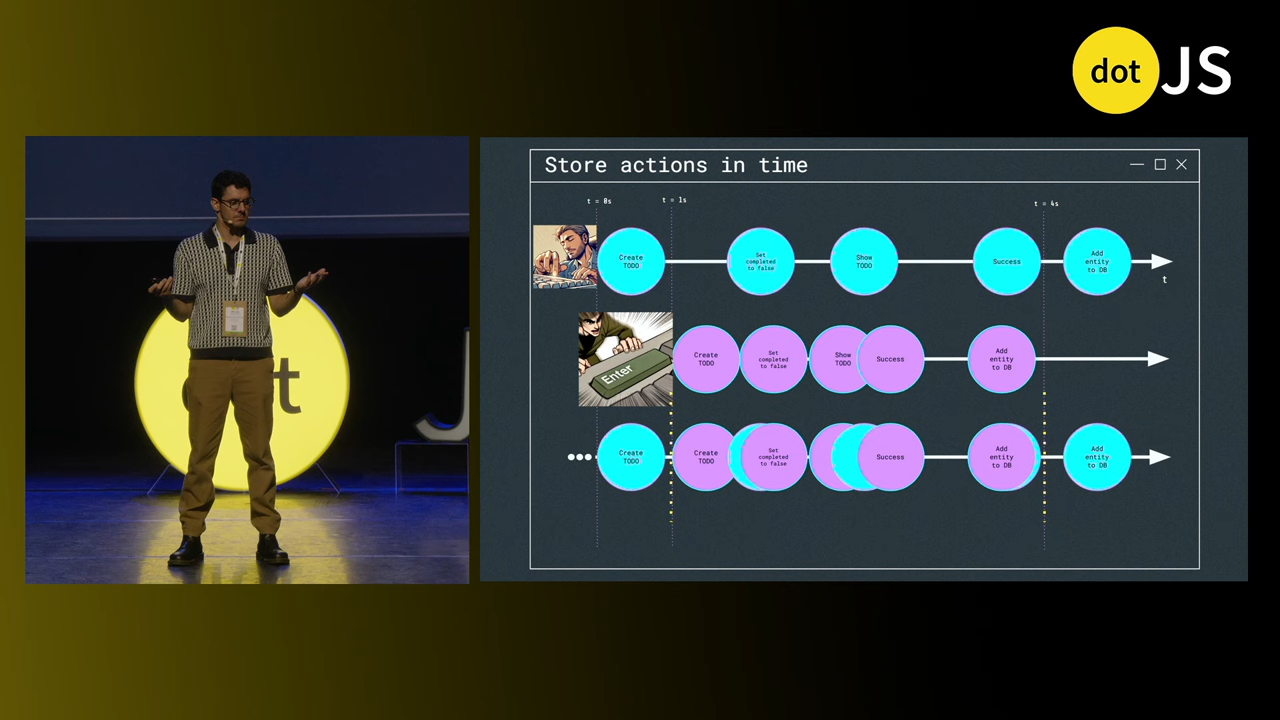 dot JS
Store actions in time
t = 0s
t = 1s
t = 4s
Create
TODO
Set
completed
to false
Show
TODO
Success
Add
entity
to DB
t
Enter
Create
TODO
Set
completed
to false
Show
TODO
Success
Add
entity
to DB
Create
TODO
Create
TODO
Set
completed
to false
Success
Add
entity
to DB
Add
entity
to DB